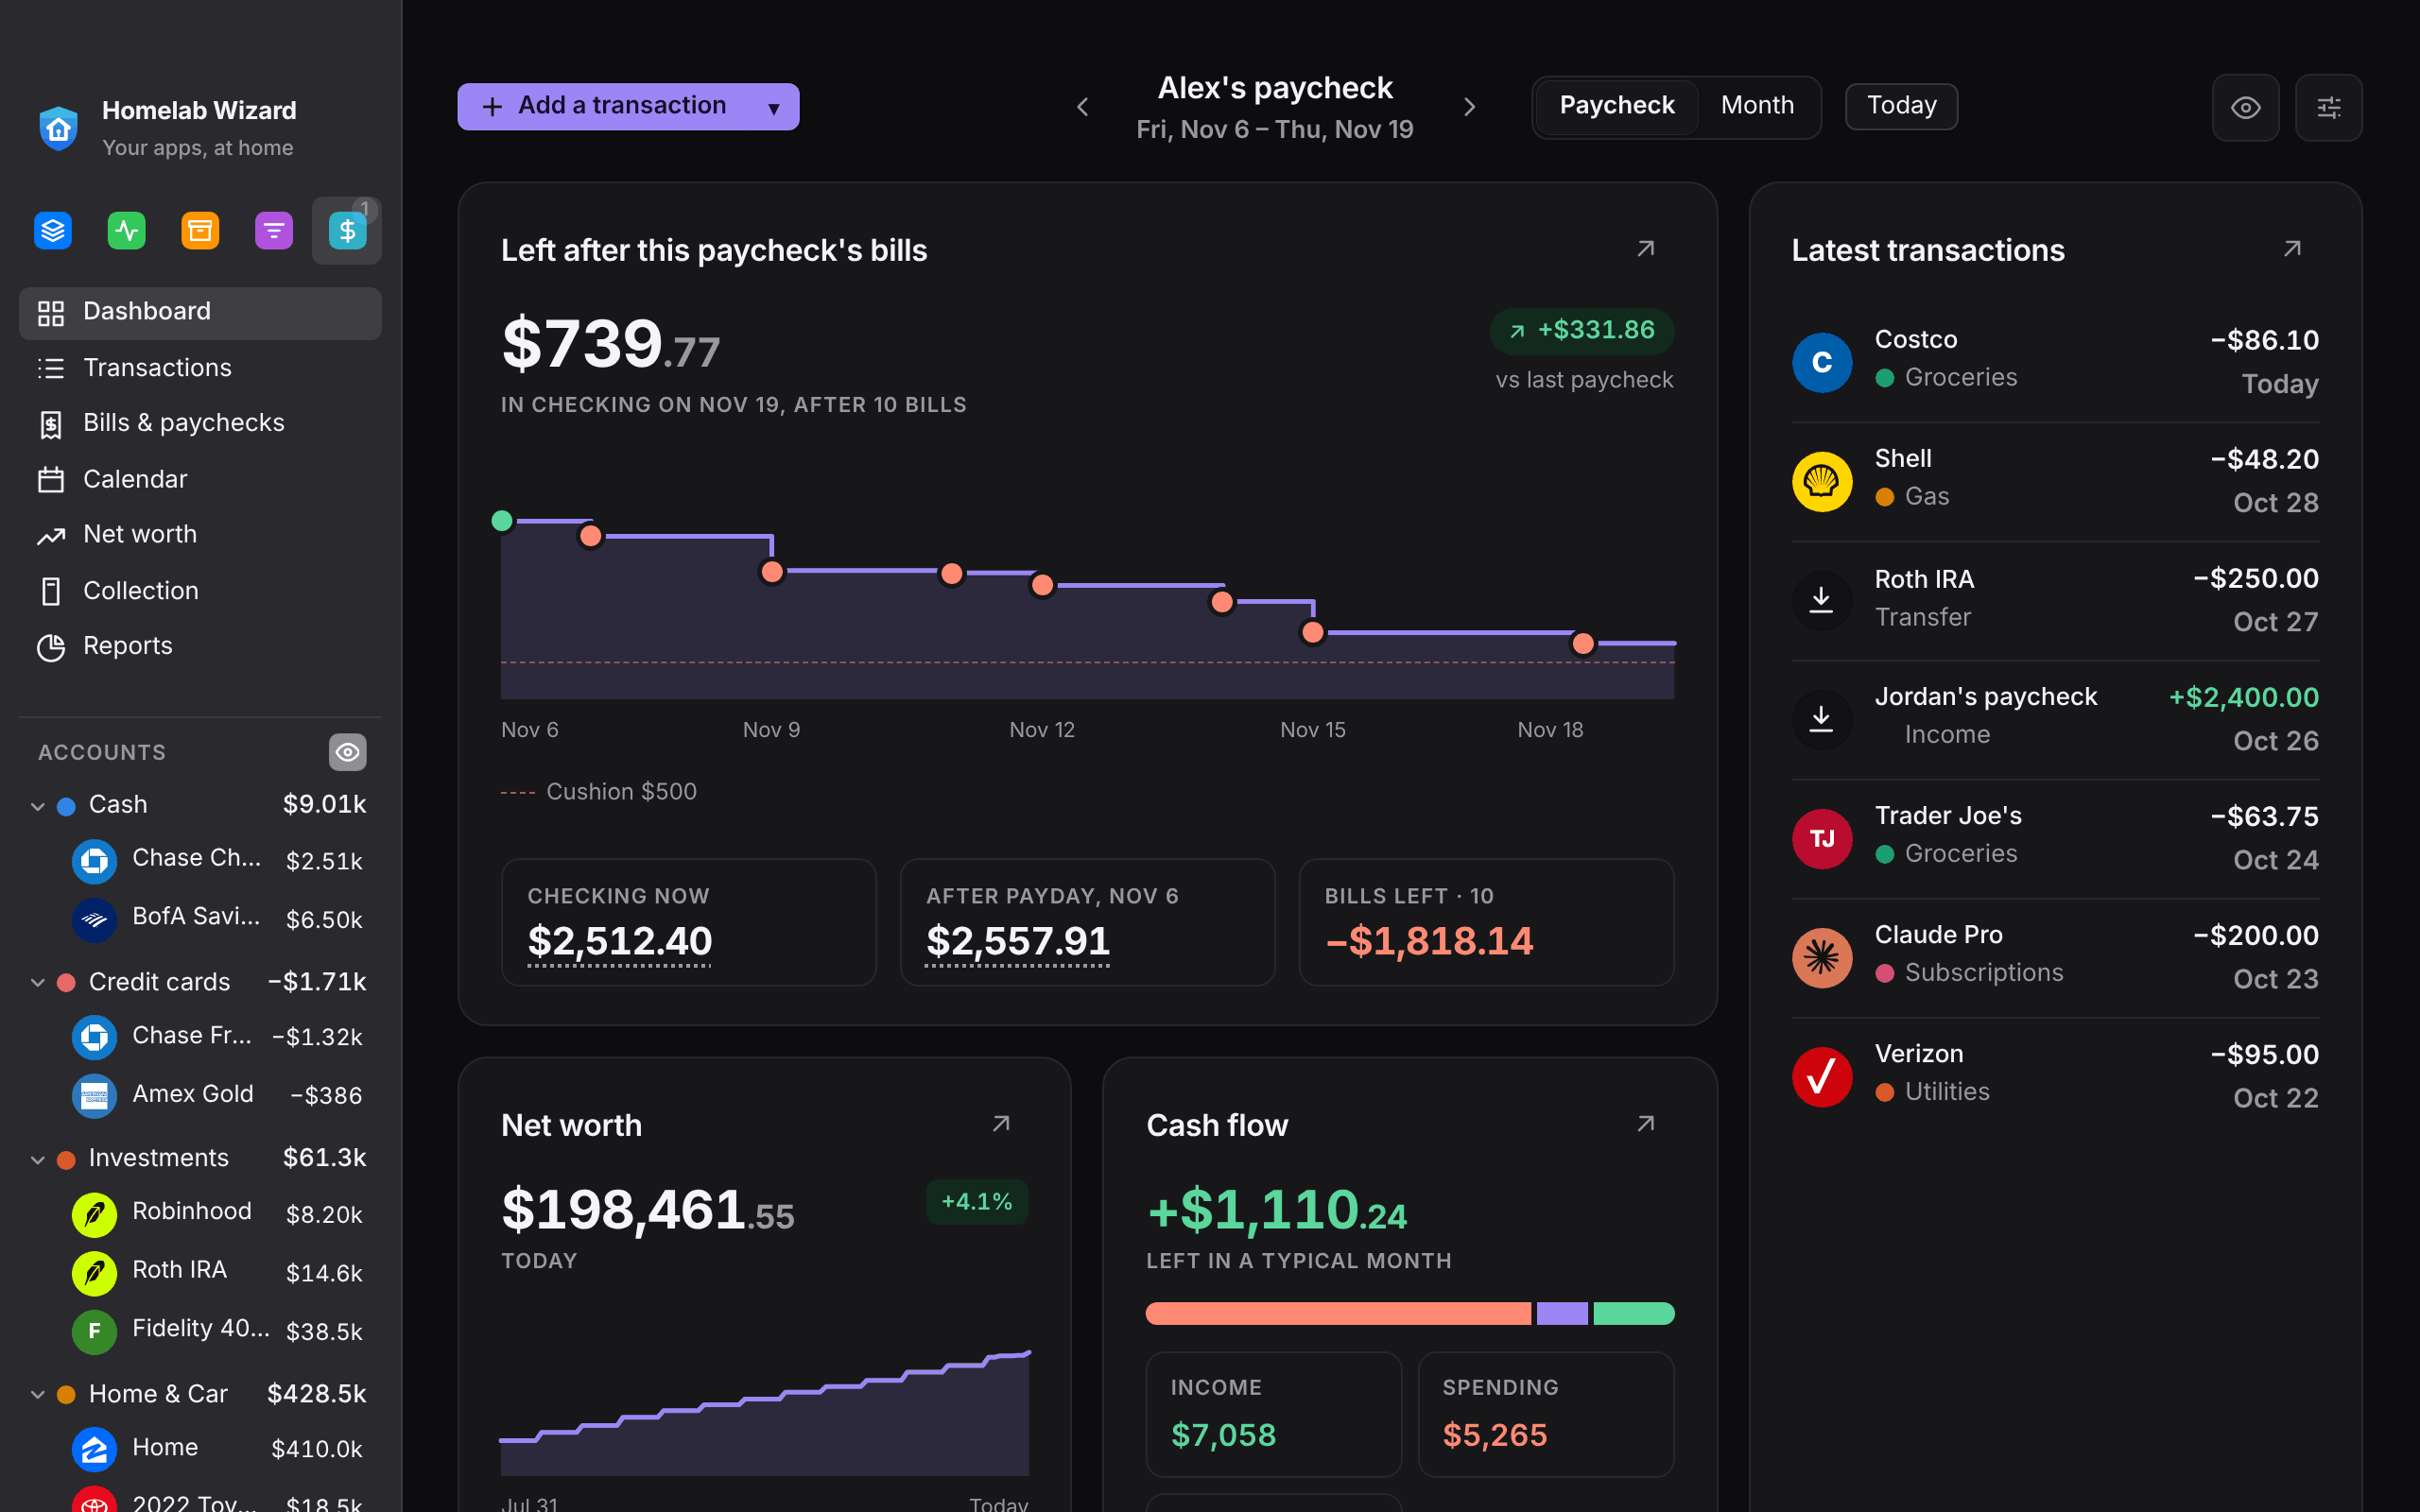 Homelab Wizard
Your apps, at home
1
Dashboard
Transactions
Bills & paychecks
Calendar
Net worth
Collection
Reports
ACCOUNTS
Cash $9.01k
Chase Ch... $2.51k
BofA Savi... $6.50k
Credit cards −$1.71k
Chase Fr... −$1.32k
Amex Gold −$386
Investments $61.3k
Robinhood $8.20k
Roth IRA $14.6k
F Fidelity 40... $38.5k
Home & Car $428.5k
Home $410.0k
2022 Toy... $18.5k
+ Add a transaction
Alex's paycheck
Fri, Nov 6 – Thu, Nov 19
Paycheck Month Today
Left after this paycheck's bills
$739.77
IN CHECKING ON NOV 19, AFTER 10 BILLS
+$331.86
vs last paycheck
Nov 6 Nov 9 Nov 12 Nov 15 Nov 18
Cushion $500
CHECKING NOW
$2,512.40
AFTER PAYDAY, NOV 6
$2,557.91
BILLS LEFT · 10
−$1,818.14
Net worth
$198,461.55
+4.1%
TODAY
Jul 31 Today
Cash flow
+$1,110.24
LEFT IN A TYPICAL MONTH
INCOME
$7,058
SPENDING
$5,265
Latest transactions
C Costco −$86.10
Groceries Today
Shell −$48.20
Gas Oct 28
Roth IRA −$250.00
Transfer Oct 27
Jordan's paycheck +$2,400.00
Income Oct 26
TJ Trader Joe's −$63.75
Groceries Oct 24
Claude Pro −$200.00
Subscriptions Oct 23
Verizon −$95.00
Utilities Oct 22